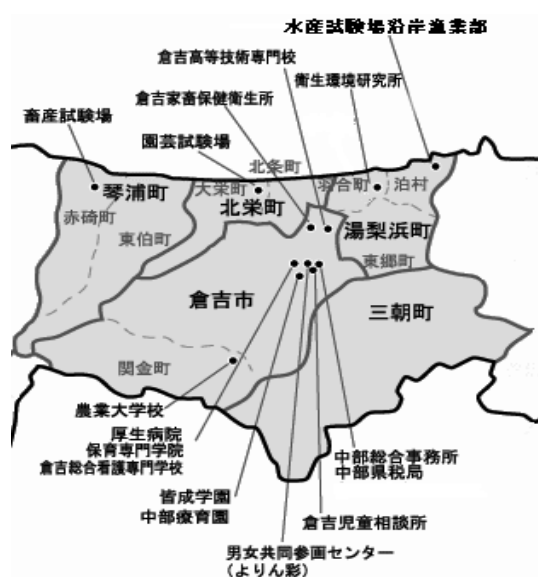 水産試験場沿岸漁業部
倉吉高等技術専門校
衛生環境研究所
倉吉家畜保健衛生所
畜産試験場
園芸試験場
北条町
大栄町
羽合町
泊村
琴浦町
北栄町
赤碕町
湯梨浜町
東伯町
東郷町
倉吉市
三朝町
関金町
農業大学校
厚生病院
保育専門学院
倉吉総合看護専門学校
中部総合事務所
中部県税局
皆成学園
中部療育園
倉吉児童相談所
男女共同参画センター
(よりん彩)